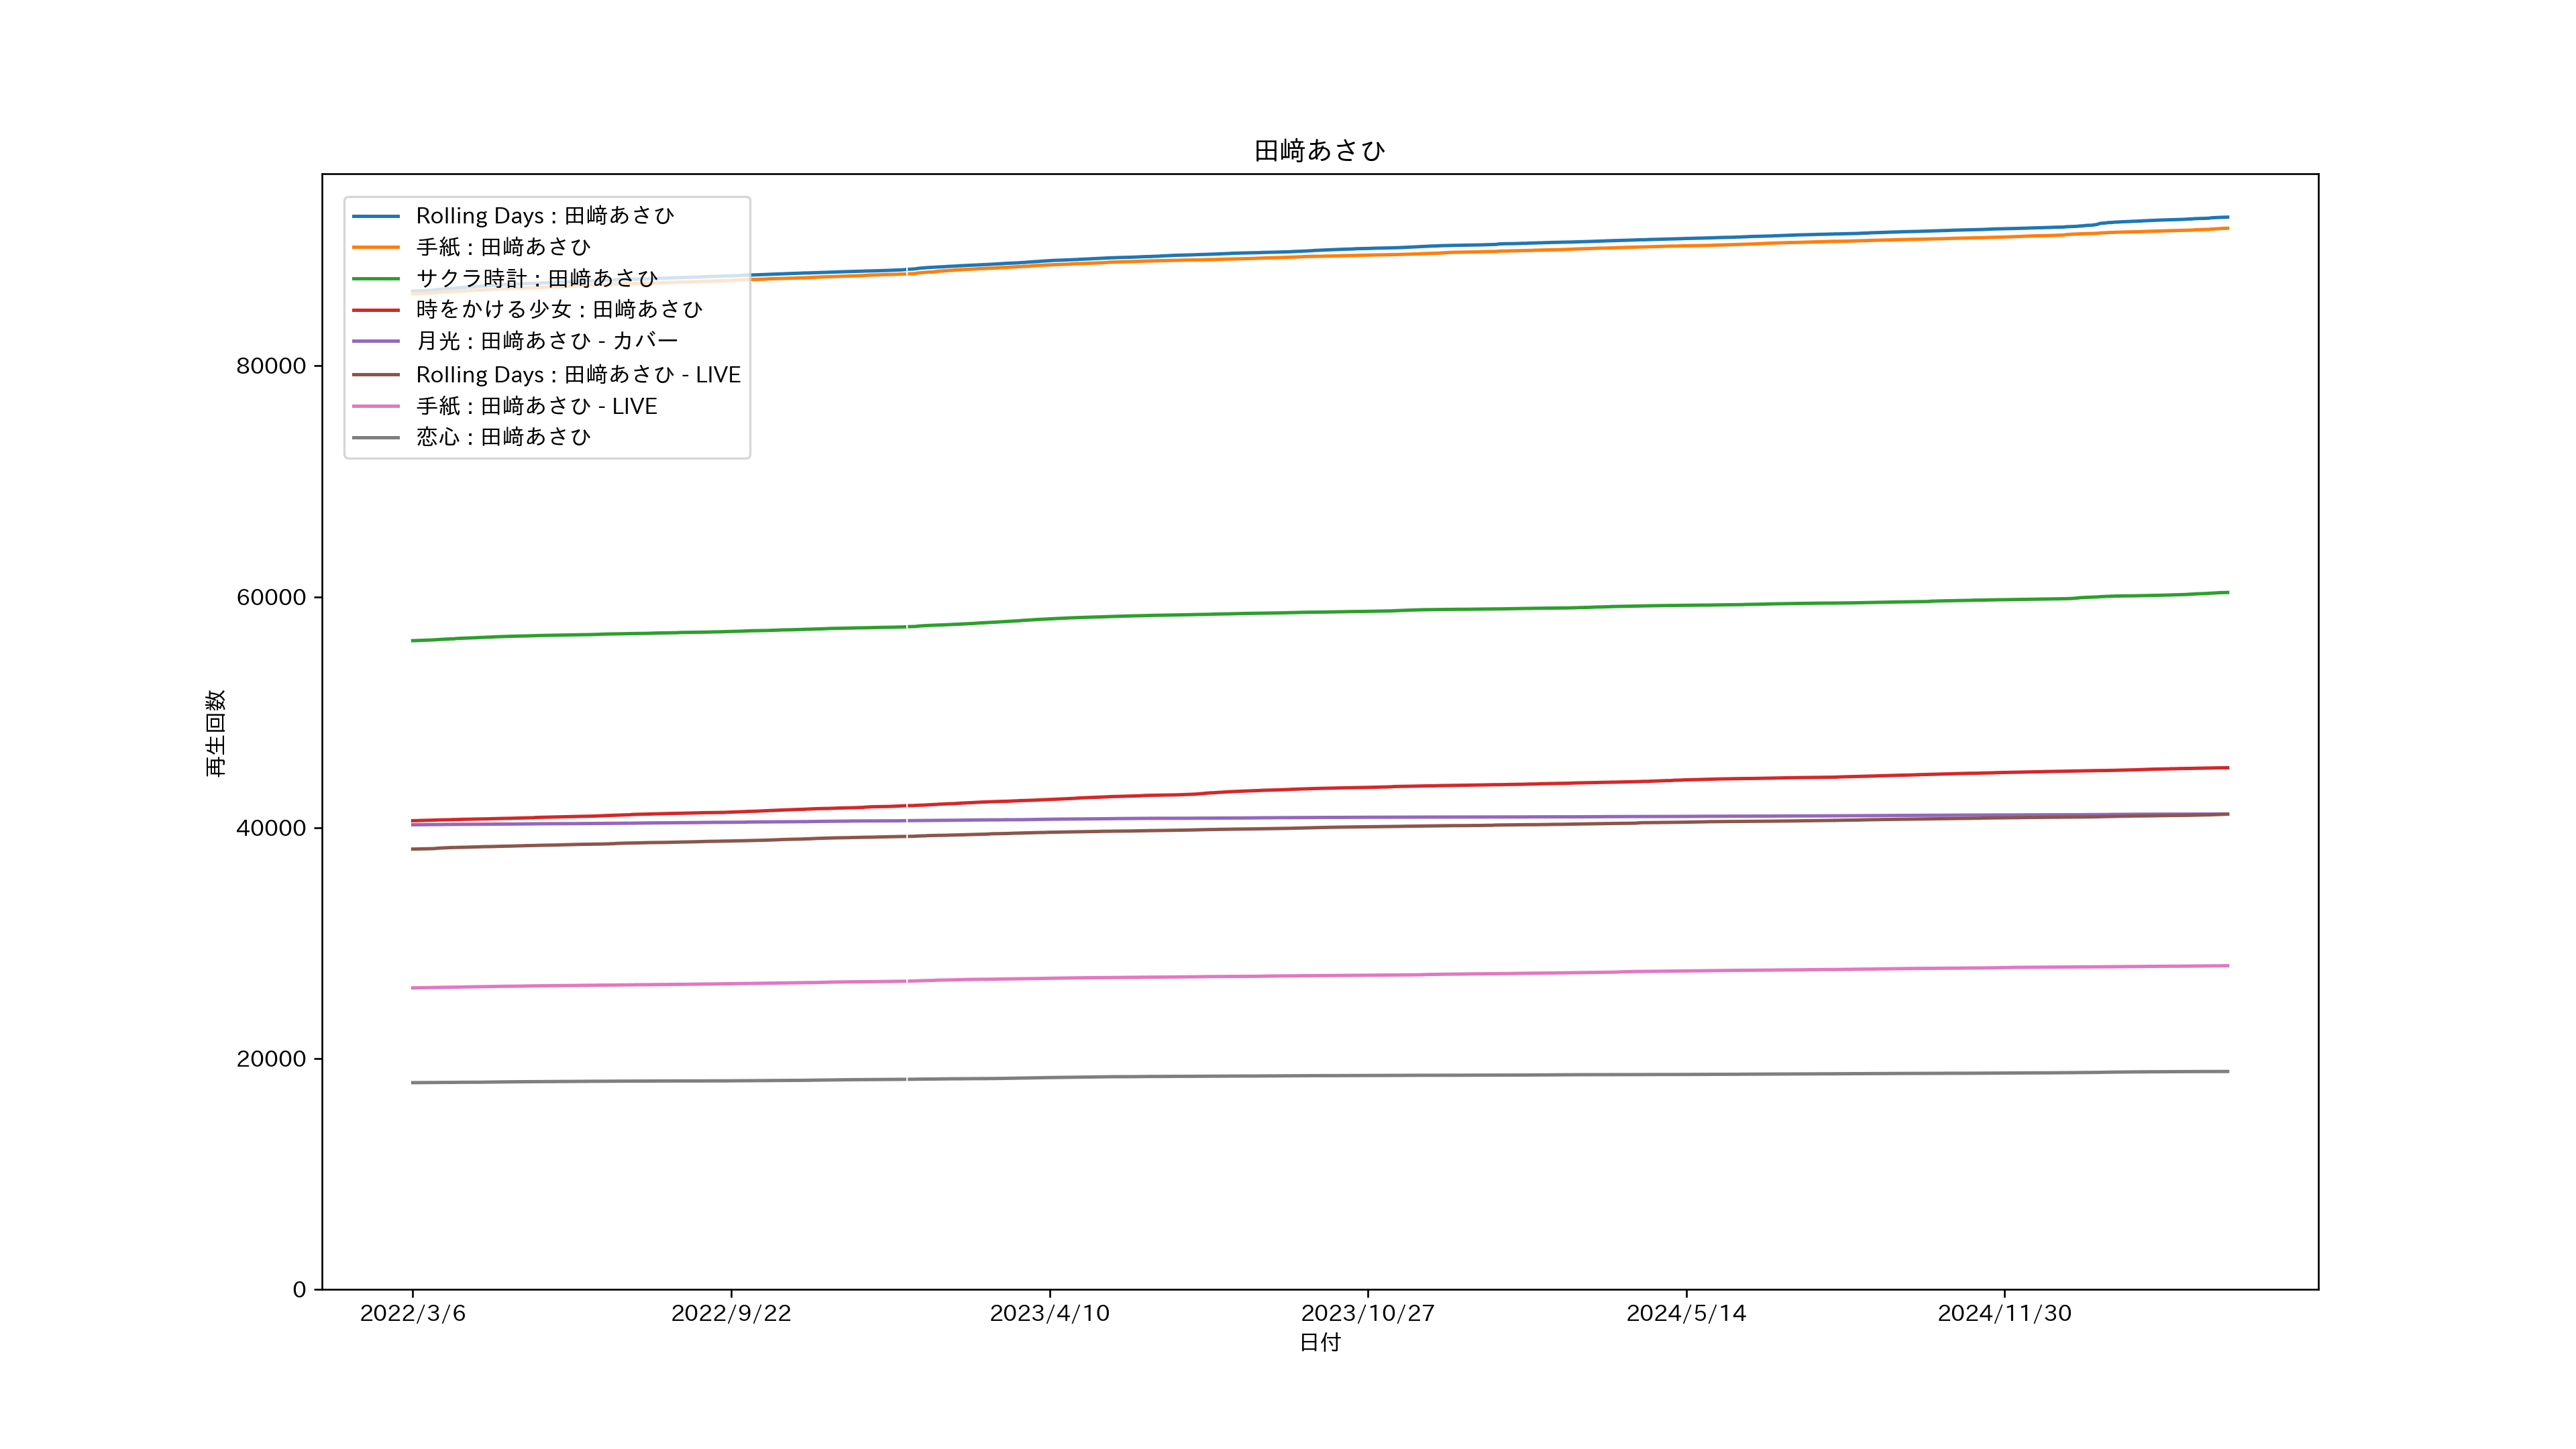 田﨑あさひ
Rolling Days : 田﨑あさひ
手紙 : 田﨑あさひ
サクラ時計 : 田﨑あさひ
時をかける少女 : 田﨑あさひ
月光 : 田﨑あさひ - カバー
Rolling Days : 田﨑あさひ - LIVE
手紙 : 田﨑あさひ - LIVE
恋心 : 田﨑あさひ
80000
60000
40000
20000
0
再生回数
2022/3/6 2022/9/22 2023/4/10 2023/10/27 2024/5/14 2024/11/30
日付